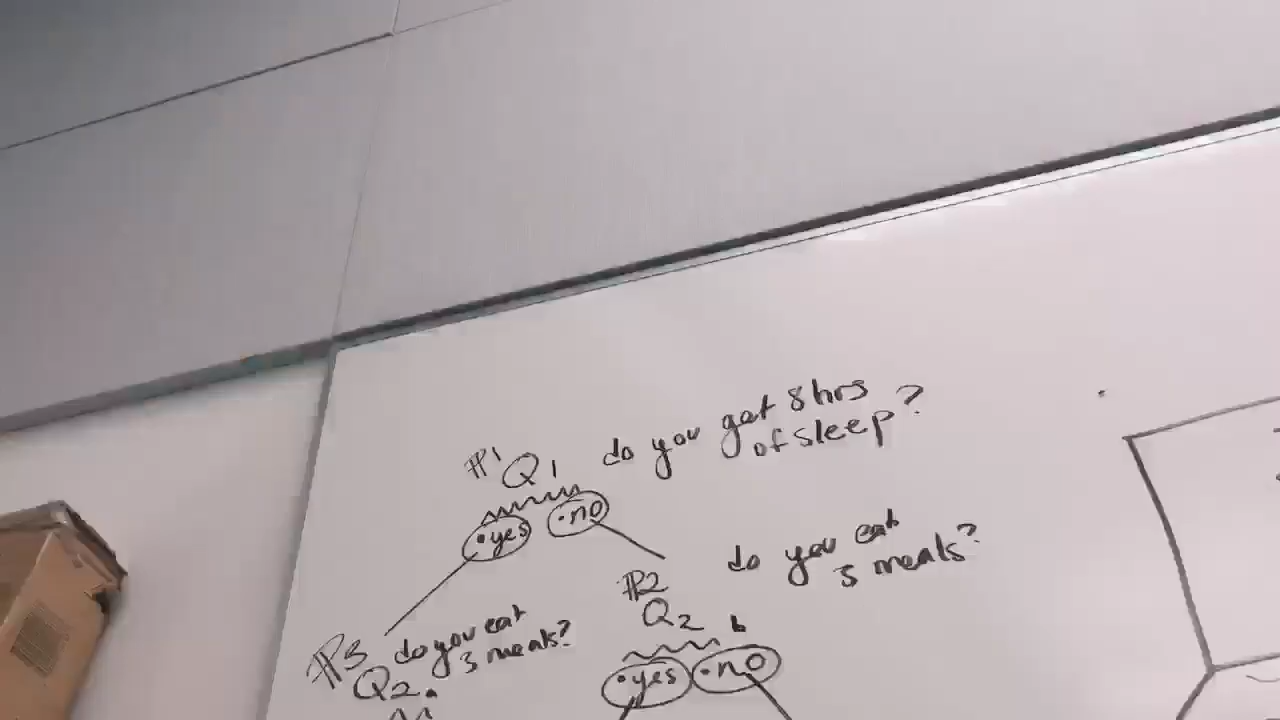 #1 Q1 do you get 8 hrs
of sleep?
•yes •no
#2 do you eat
3 meals?
Q2 b
•yes •no
#3 do you eat
3 meals?
Q2a